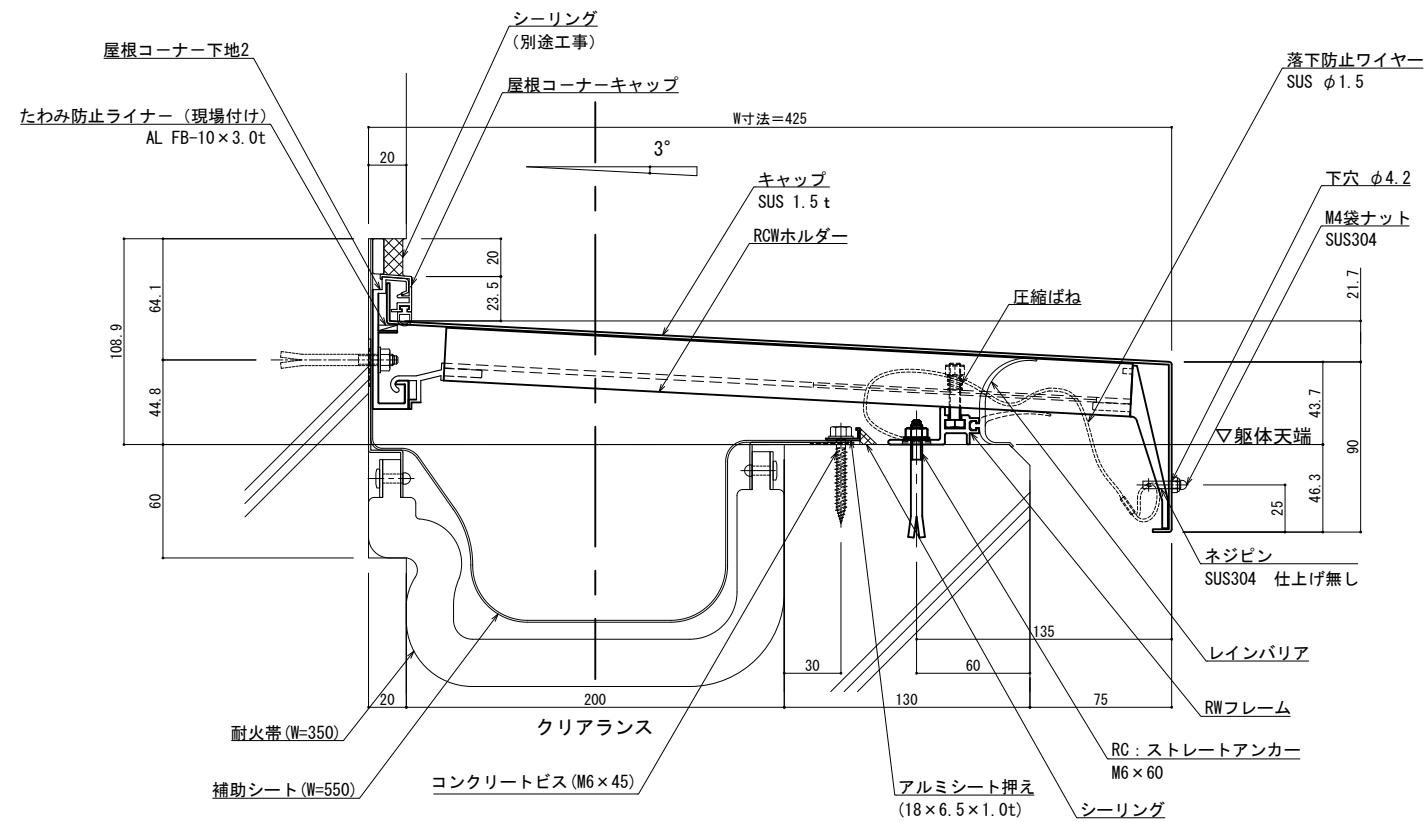 シーリング
(別途工事)
屋根コーナー下地2
屋根コーナーキャップ
たわみ防止ライナー（現場付け）
AL FB-10×3.0t
落下防止ワイヤー
SUS φ1.5
W寸法＝425
20
3°
キャップ
SUS 1.5t
RCWホルダー
下穴 φ4.2
M4袋ナット
SUS304
圧縮ばね
20
23.5
64.1
108.9
44.8
60
21.7
43.7
90
46.3
25
▽躯体天端
ネジピン
SUS304 仕上げ無し
135
30
60
レインバリア
20
200
130
75
クリアランス
RWフレーム
耐火帯(W=350)
補助シート(W=550)
コンクリートビス(M6×45)
アルミシート押え
(18×6.5×1.0t)
シーリング
RC：ストレートアンカー
M6×60